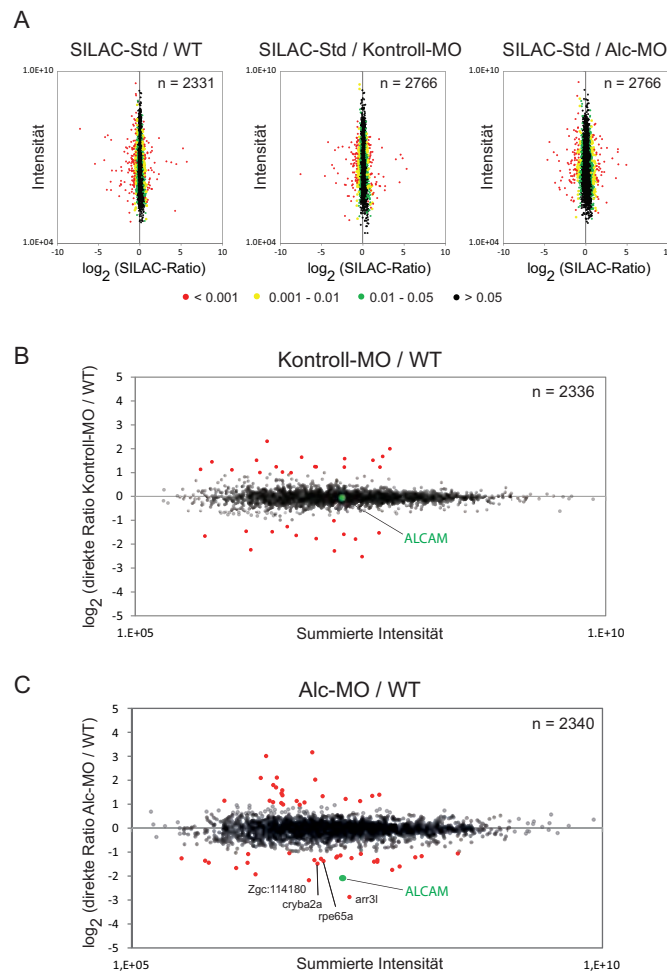 A
SILAC-Std / WT
SILAC-Std / Kontroll-MO
SILAC-Std / Alc-MO
1.0E+10
n = 2331
1.0E+10
n = 2766
1.0E+10
n = 2766
Intensität
Intensität
Intensität
1.0E+04
1.0E+04
1.0E+04
-10 -5 0 5 10
-10 -5 0 5 10
-10 -5 0 5 10
log2 (SILAC-Ratio)
log2 (SILAC-Ratio)
log2 (SILAC-Ratio)
< 0.001 0.001 - 0.01 0.01 - 0.05 > 0.05
B
Kontroll-MO / WT
n = 2336
log2 (direkte Ratio Kontroll-MO / WT)
5
4
3
2
1
0
-1
-2
-3
-4
-5
ALCAM
1.E+05
Summierte Intensität
1.E+10
C
Alc-MO / WT
n = 2340
log2 (direkte Ratio Alc-MO / WT)
5
4
3
2
1
0
-1
-2
-3
-4
-5
Zgc:114180
cryba2a
rpe65a
arr3l
ALCAM
1,E+05
Summierte Intensität
1,E+10